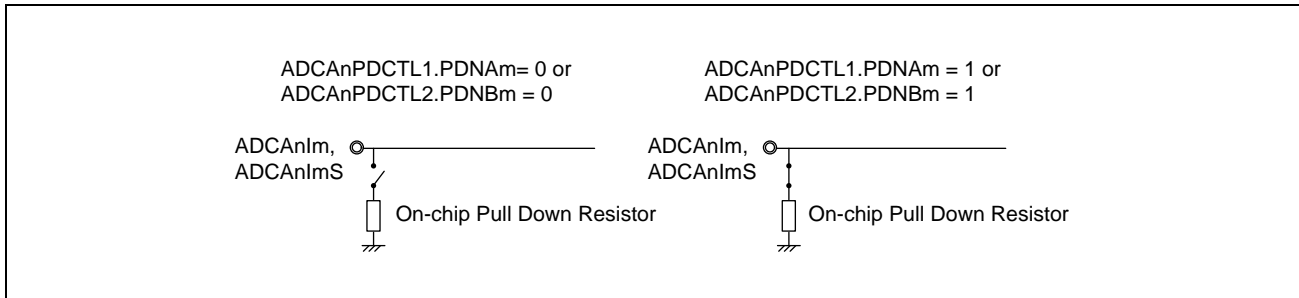 ADCAnPDCTL1.PDNAm= 0 or
ADCAnPDCTL2.PDNBm = 0
ADCAnIm,
ADCAnImS
On-chip Pull Down Resistor
ADCAnPDCTL1.PDNAm = 1 or
ADCAnPDCTL2.PDNBm = 1
ADCAnIm,
ADCAnImS
On-chip Pull Down Resistor